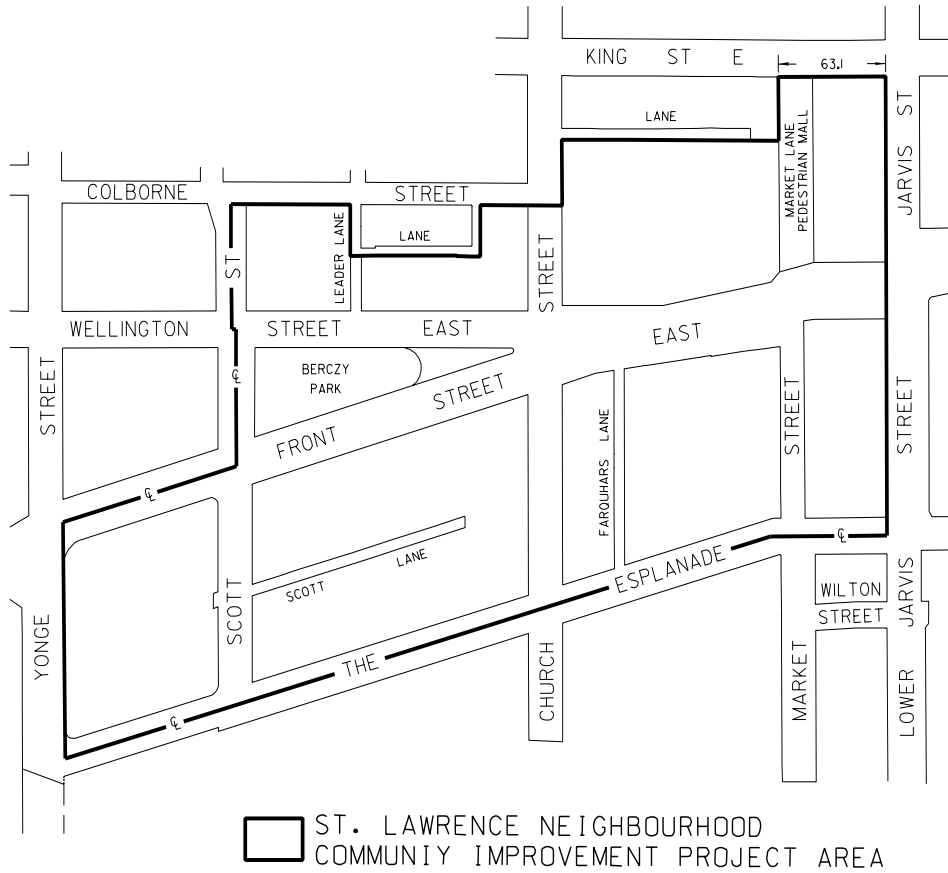 KING ST E
63.1
LANE
MARKET LANE
PEDESTRIAN MALL
JARVIS ST
COLBORNE STREET
LANE
LEADER LANE
ST
STREET
WELLINGTON STREET EAST
EAST
BERCZY
PARK
℄
STREET
FRONT STREET
STREET
STREET
FARQUHARS LANE
℄
℄
SCOTT LANE
ESPLANADE
WILTON
STREET
SCOTT
YONGE
THE
CHURCH
MARKET
LOWER JARVIS
℄
ST. LAWRENCE NEIGHBOURHOOD
COMMUNIY IMPROVEMENT PROJECT AREA